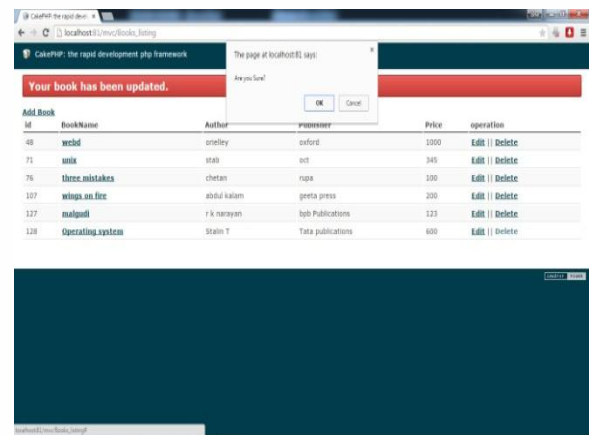 CakePHP: the rapid devel
localhost:81/mvc/Books_listing
CakePHP: the rapid development php framework
The page at localhost:81 says:
Are you Sure?
OK Cancel
Your book has been updated.
Add Book
id BookName Author Publisher Price operation
48 webd orielley oxford 1000 Edit || Delete
71 unix stab oct 345 Edit || Delete
76 three mistakes chetan rupa 100 Edit || Delete
107 wings on fire abdul kalam geeta press 200 Edit || Delete
127 malgudi r k narayan bpb Publications 123 Edit || Delete
128 Operating system Stalin T Tata publications 600 Edit || Delete
localhost:81/mvc/Books_listing#